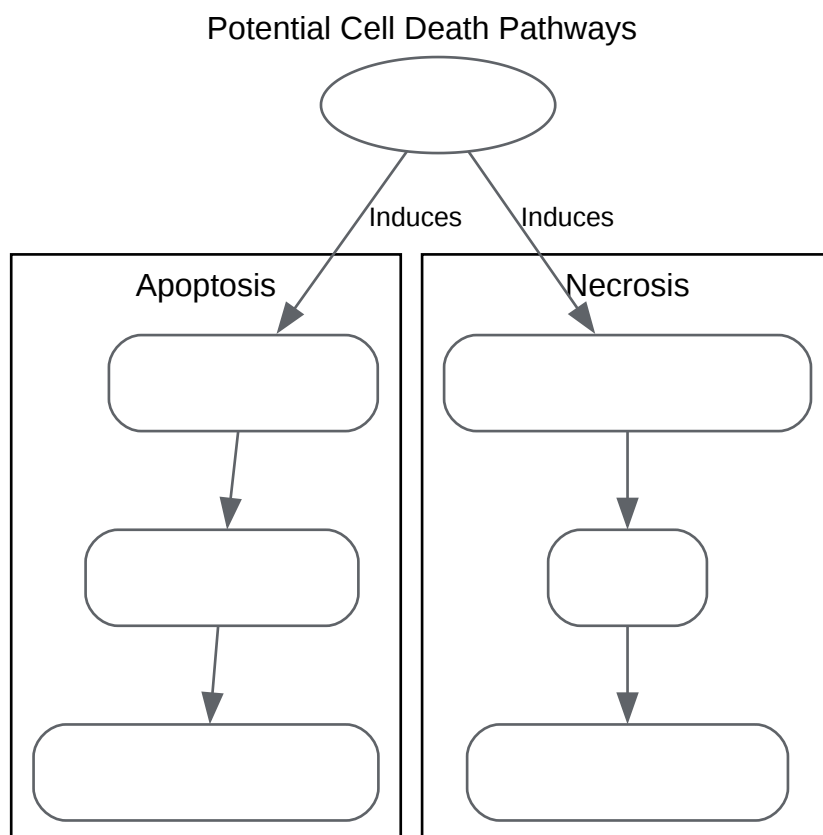 Potential Cell Death Pathways
Induces
Induces
Apoptosis
Necrosis